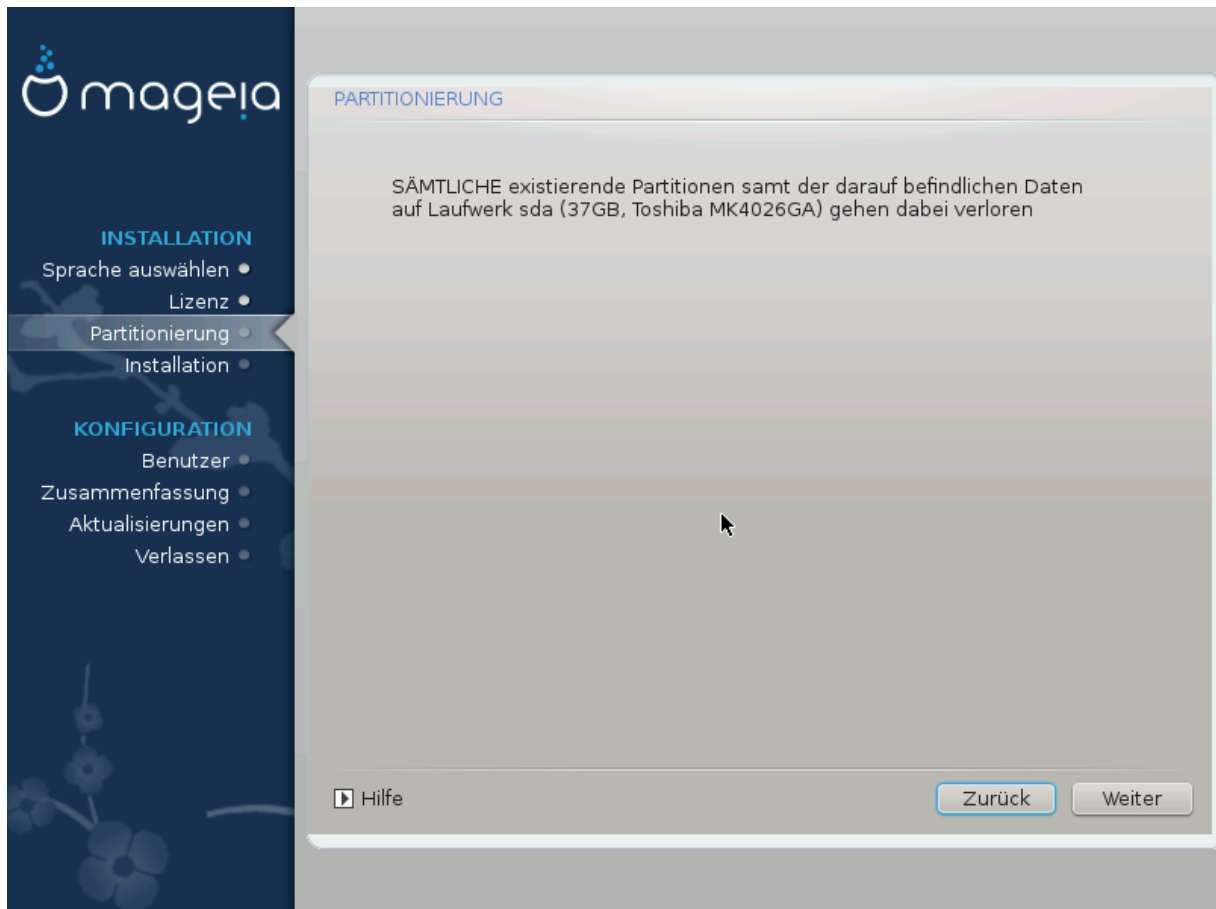 mageia
INSTALLATION
Sprache auswählen
Lizenz
Partitionierung
Installation
KONFIGURATION
Benutzer
Zusammenfassung
Aktualisierungen
Verlassen
PARTITIONIERUNG
SÄMTLICHE existierende Partitionen samt der darauf befindlichen Daten
auf Laufwerk sda (37GB, Toshiba MK4026GA) gehen dabei verloren
Hilfe
Zurück
Weiter